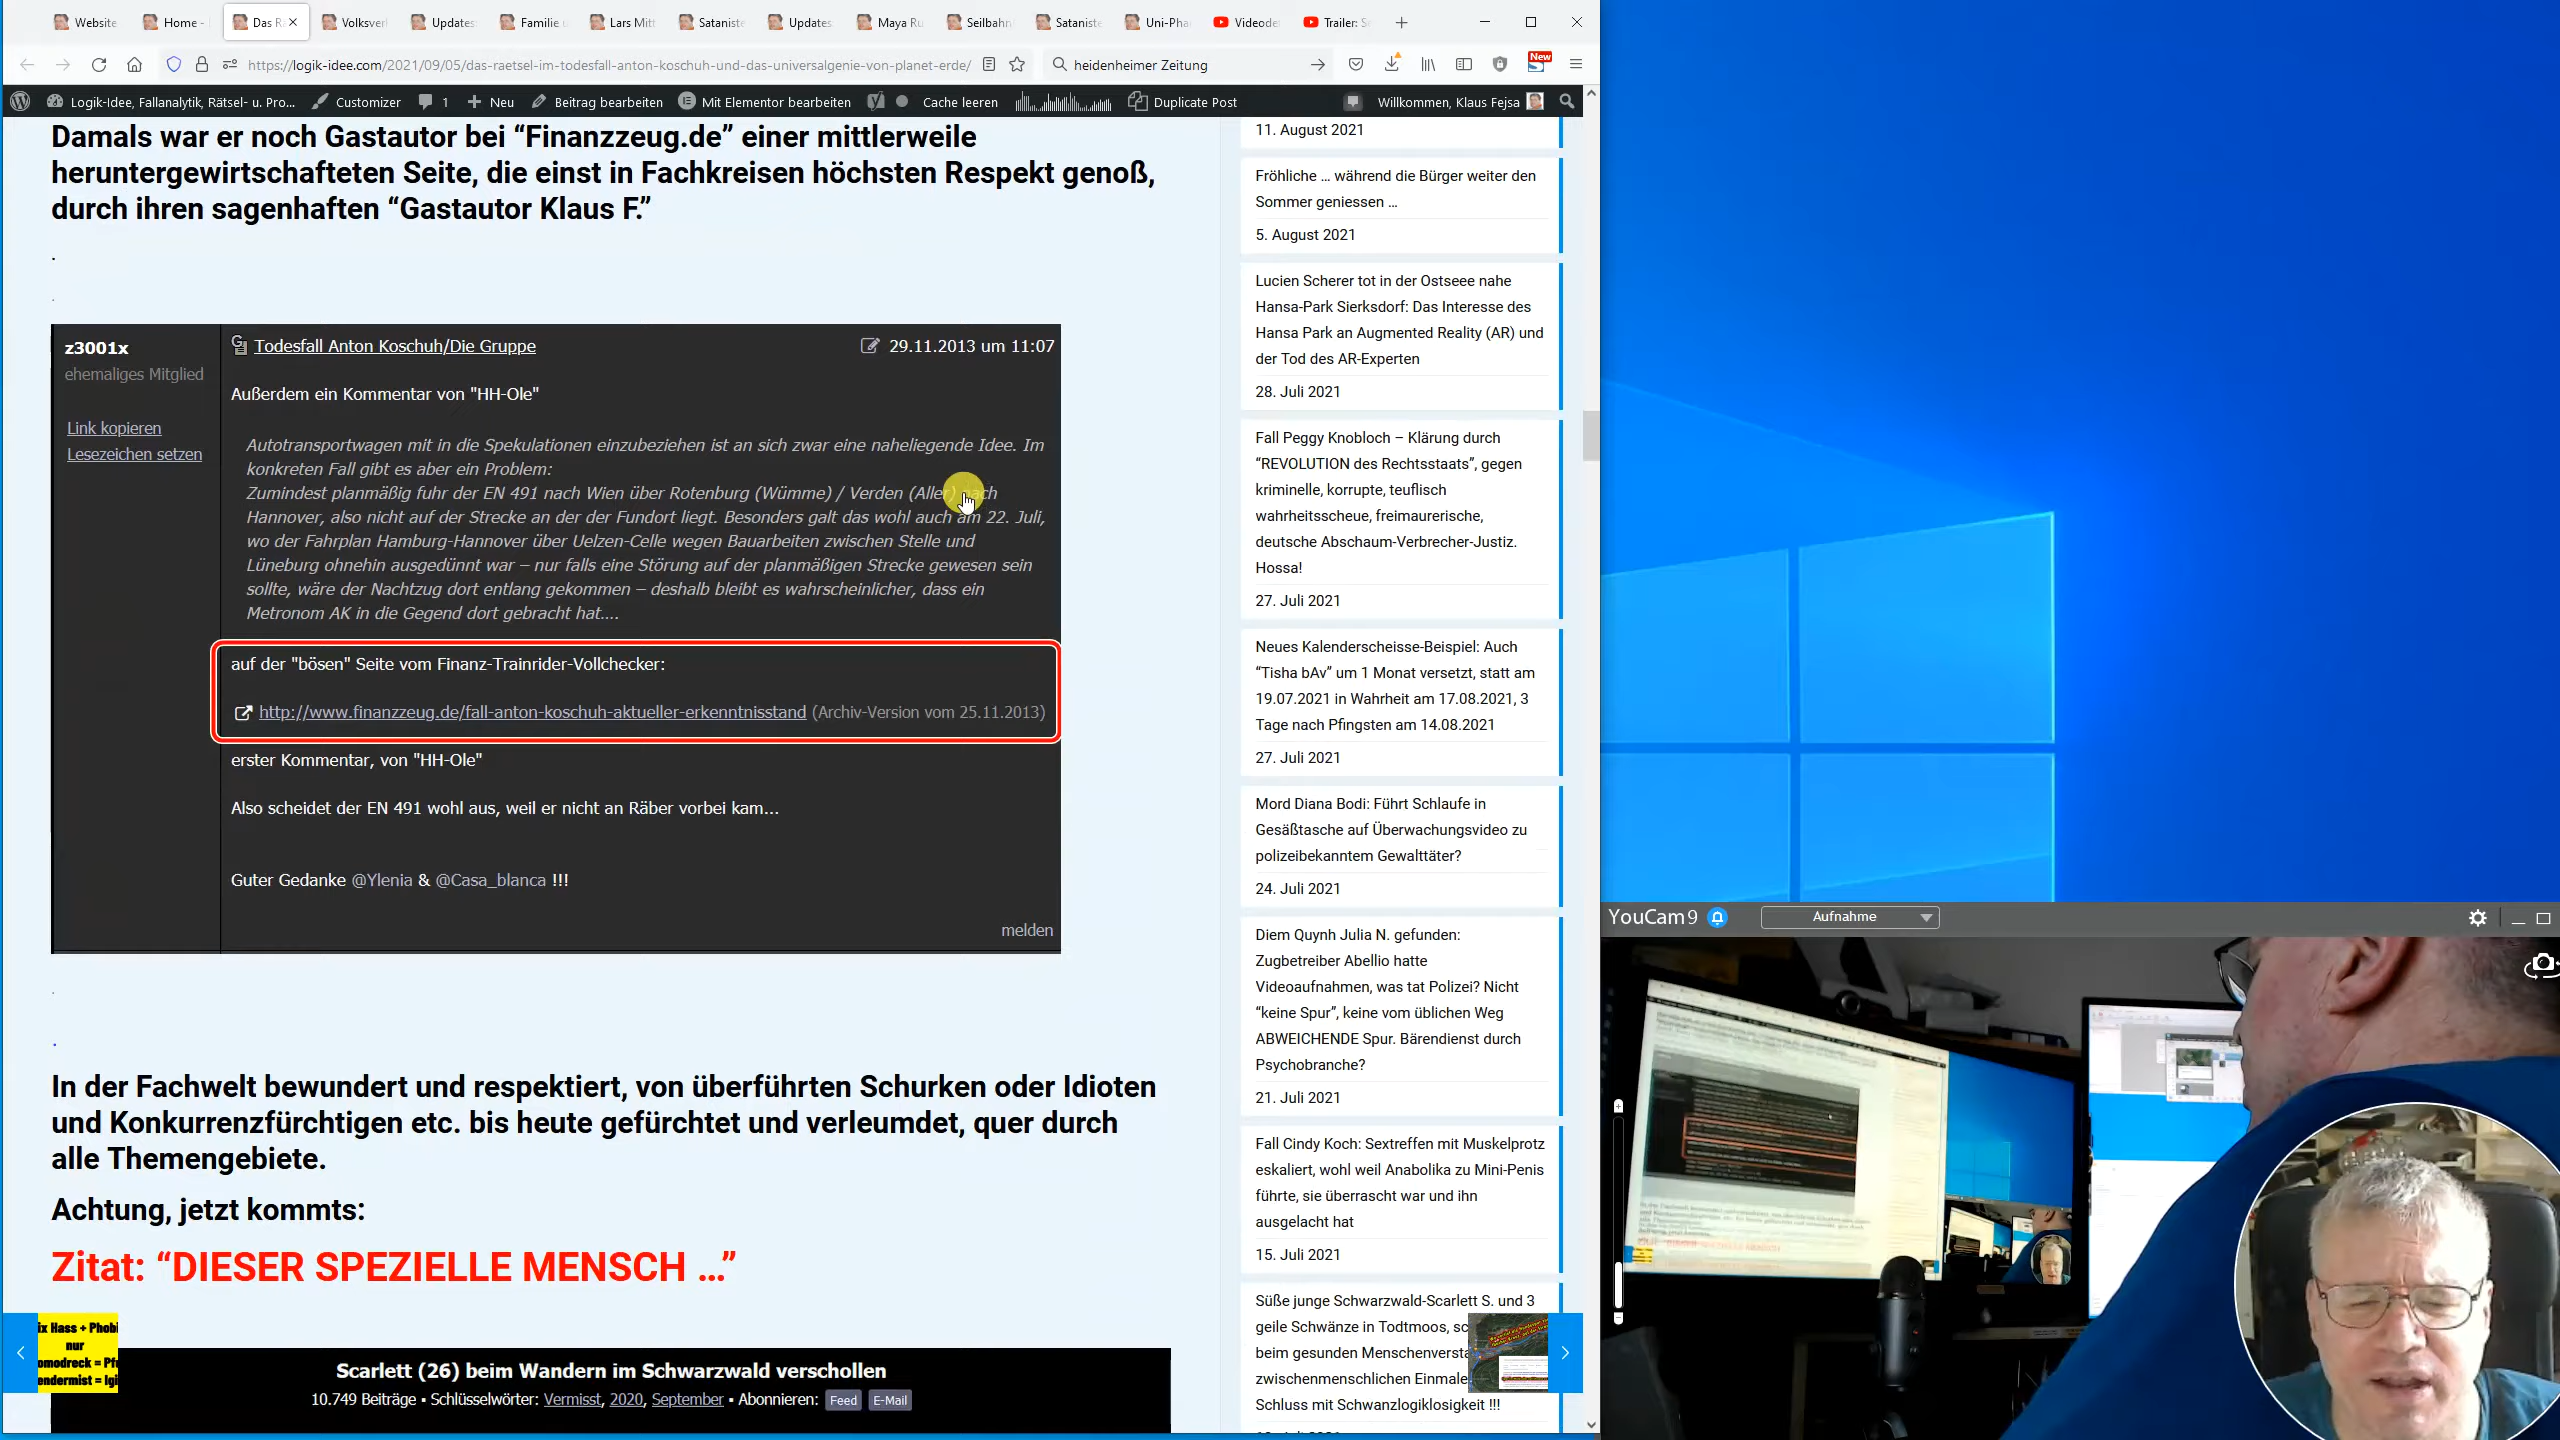 Website
Home -
Das Rä
Volksver
Updates:
Familie u
Lars Mitt
Sataniste
Updates:
Maya Ru
Seilbahn
Sataniste
Uni-Pha
Videode
Trailer: S
https://logik-idee.com/2021/09/05/das-raetsel-im-todesfall-anton-koschuh-und-das-universalgenie-von-planet-erde/
heidenheimer Zeitung
New
Logik-Idee, Fallanalytik, Rätsel- u. Pro...
Customizer
1
Neu
Beitrag bearbeiten
Mit Elementor bearbeiten
Cache leeren
Duplicate Post
Willkommen, Klaus Fejsa
Damals war er noch Gastautor bei “Finanzzeug.de” einer mittlerweile
heruntergewirtschafteten Seite, die einst in Fachkreisen höchsten Respekt genoß,
durch ihren sagenhaften “Gastautor Klaus F.”
.
.
z3001x
ehemaliges Mitglied
Link kopieren
Lesezeichen setzen
Todesfall Anton Koschuh/Die Gruppe
29.11.2013 um 11:07
Außerdem ein Kommentar von "HH-Ole"
Autotransportwagen mit in die Spekulationen einzubeziehen ist an sich zwar eine naheliegende Idee. Im
konkreten Fall gibt es aber ein Problem:
Zumindest planmäßig fuhr der EN 491 nach Wien über Rotenburg (Wümme) / Verden (Aller) nach
Hannover, also nicht auf der Strecke an der der Fundort liegt. Besonders galt das wohl auch am 22. Juli,
wo der Fahrplan Hamburg-Hannover über Uelzen-Celle wegen Bauarbeiten zwischen Stelle und
Lüneburg ohnehin ausgedünnt war – nur falls eine Störung auf der planmäßigen Strecke gewesen sein
sollte, wäre der Nachtzug dort entlang gekommen – deshalb bleibt es wahrscheinlicher, dass ein
Metronom AK in die Gegend dort gebracht hat....
auf der "bösen" Seite vom Finanz-Trainrider-Vollchecker:
http://www.finanzzeug.de/fall-anton-koschuh-aktueller-erkenntnisstand (Archiv-Version vom 25.11.2013)
erster Kommentar, von "HH-Ole"
Also scheidet der EN 491 wohl aus, weil er nicht an Räber vorbei kam...
Guter Gedanke @Ylenia & @Casa_blanca !!!
melden
.
.
In der Fachwelt bewundert und respektiert, von überführten Schurken oder Idioten
und Konkurrenzfürchtigen etc. bis heute gefürchtet und verleumdet, quer durch
alle Themengebiete.
Achtung, jetzt kommts:
Zitat: “DIESER SPEZIELLE MENSCH …”
ix Hass + Phobi
nur
omodreck = Pfu
endermist = Igi
Scarlett (26) beim Wandern im Schwarzwald verschollen
10.749 Beiträge ▪ Schlüsselwörter: Vermisst, 2020, September ▪ Abonnieren: Feed E-Mail
11. August 2021
Fröhliche … während die Bürger weiter den
Sommer geniessen …
5. August 2021
Lucien Scherer tot in der Ostseee nahe
Hansa-Park Sierksdorf: Das Interesse des
Hansa Park an Augmented Reality (AR) und
der Tod des AR-Experten
28. Juli 2021
Fall Peggy Knobloch – Klärung durch
“REVOLUTION des Rechtsstaats”, gegen
kriminelle, korrupte, teuflisch
wahrheitsscheue, freimaurerische,
deutsche Abschaum-Verbrecher-Justiz.
Hossa!
27. Juli 2021
Neues Kalenderscheisse-Beispiel: Auch
“Tisha bAv” um 1 Monat versetzt, statt am
19.07.2021 in Wahrheit am 17.08.2021, 3
Tage nach Pfingsten am 14.08.2021
27. Juli 2021
Mord Diana Bodi: Führt Schlaufe in
Gesäßtasche auf Überwachungsvideo zu
polizeibekanntem Gewalttäter?
24. Juli 2021
Diem Quynh Julia N. gefunden:
Zugbetreiber Abellio hatte
Videoaufnahmen, was tat Polizei? Nicht
“keine Spur”, keine vom üblichen Weg
ABWEICHENDE Spur. Bärendienst durch
Psychobranche?
21. Juli 2021
Fall Cindy Koch: Sextreffen mit Muskelprotz
eskaliert, wohl weil Anabolika zu Mini-Penis
führte, sie überrascht war und ihn
ausgelacht hat
15. Juli 2021
Süße junge Schwarzwald-Scarlett S. und 3
geile Schwänze in Todtmoos, sc
beim gesunden Menschenversta
zwischenmenschlichen Einmale
Schluss mit Schwanzlogiklosigkeit !!!
YouCam 9
Aufnahme